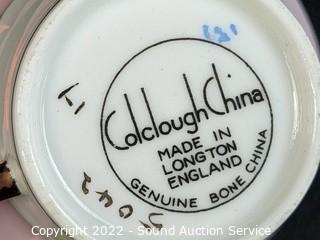 Colclough China
MADE IN
LONGTON
ENGLAND
GENUINE BONE CHINA
Copyright 2022 - Sound Auction Service